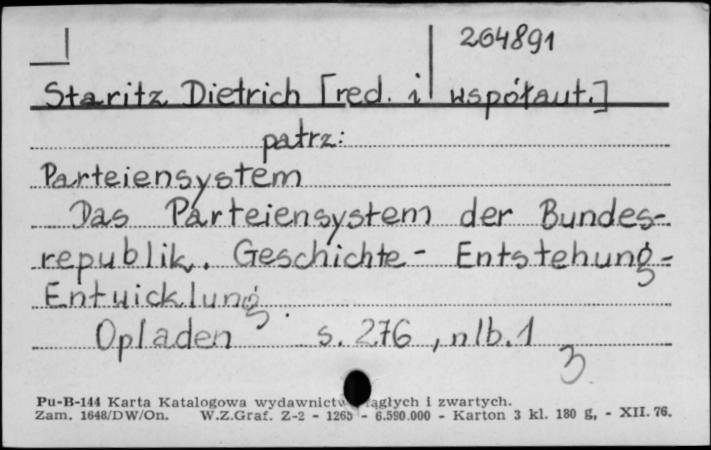 264891
Staritz Dietrich [red. i współaut.]
patrz:
Parteiensystem
Das Parteiensystem der Bundes-
republik. Geschichte - Entstehung -
Entwicklung.
Opladen s. 276, nlb. 1
3
Pu-B-144 Karta Katalogowa wydawnictw ciągłych i zwartych.
Zam. 1648/DW/On. W.Z.Graf. Z-2 - 1265 - 6.590.000 - Karton 3 kl. 180 g, - XII. 76.